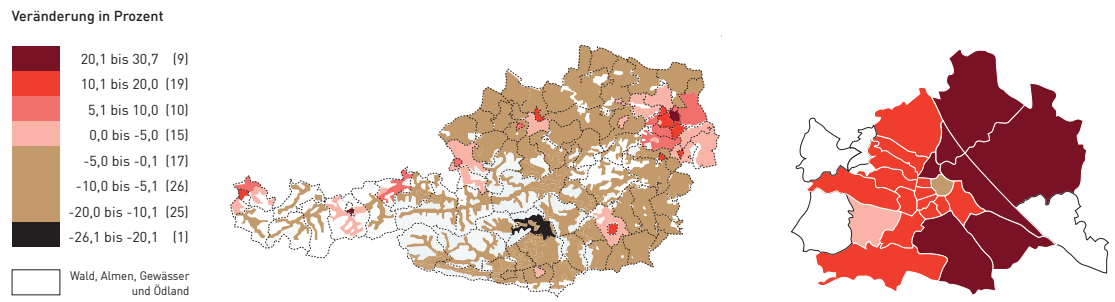 Veränderung in Prozent
20,1 bis 30,7 (9)
10,1 bis 20,0 (19)
5,1 bis 10,0 (10)
0,0 bis -5,0 (15)
-5,0 bis -0,1 (17)
-10,0 bis -5,1 (26)
-20,0 bis -10,1 (25)
-26,1 bis -20,1 (1)
Wald, Almen, Gewässer
und Ödland